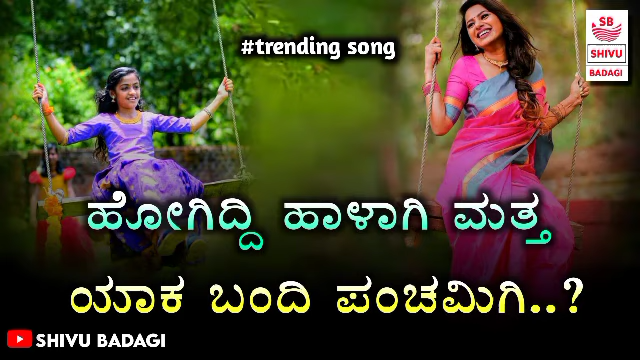 #trending song
SB
SHIVU
BADAGI
ಹೋಗಿದ್ದಿ ಹಾಳಾಗಿ ಮತ್ತ
ಯಾಕ ಬಂದಿ ಪಂಚಮಿಗಿ..?
SHIVU BADAGI